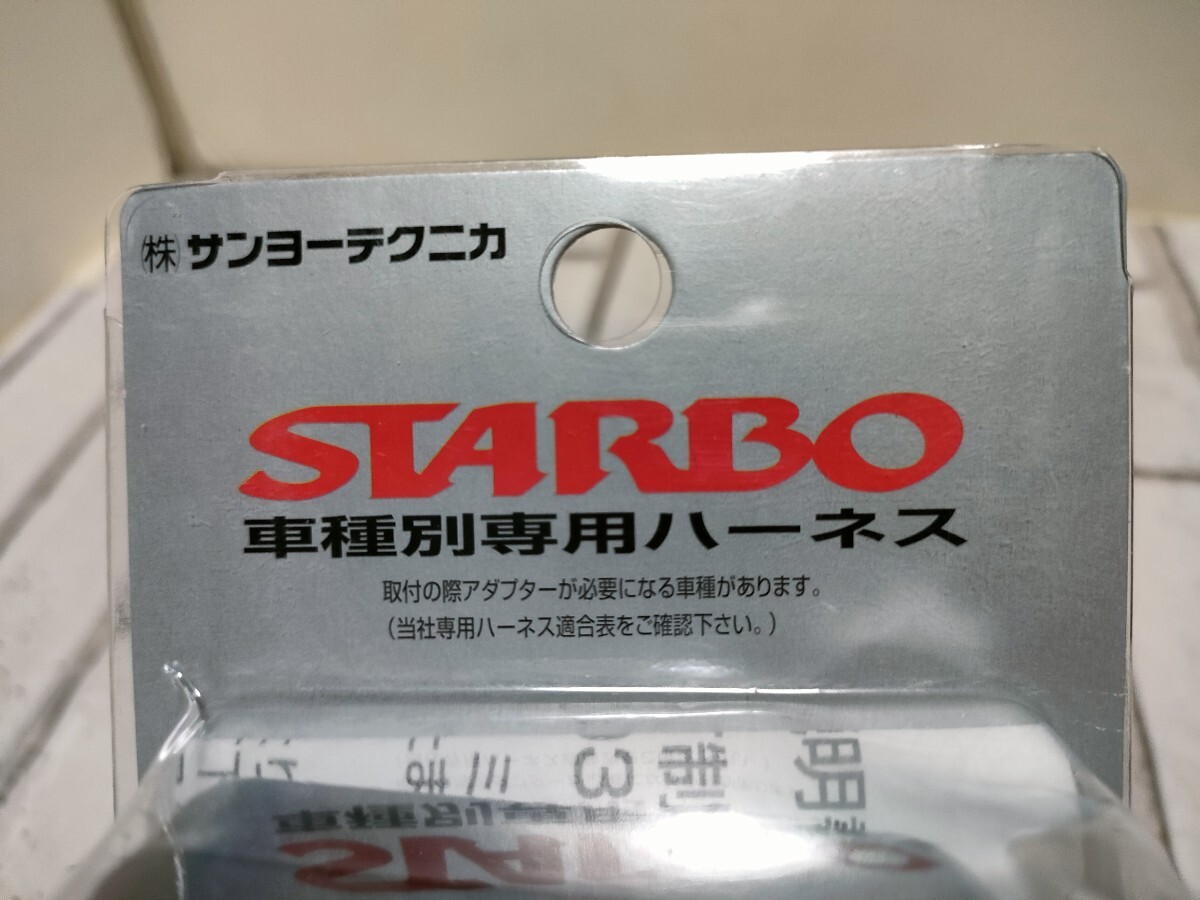 ㈱サンヨーテクニカ
STARBO
車種別専用ハーネス
取付の際アダプターが必要になる車種があります。
（当社専用ハーネス適合表をご確認下さい。）